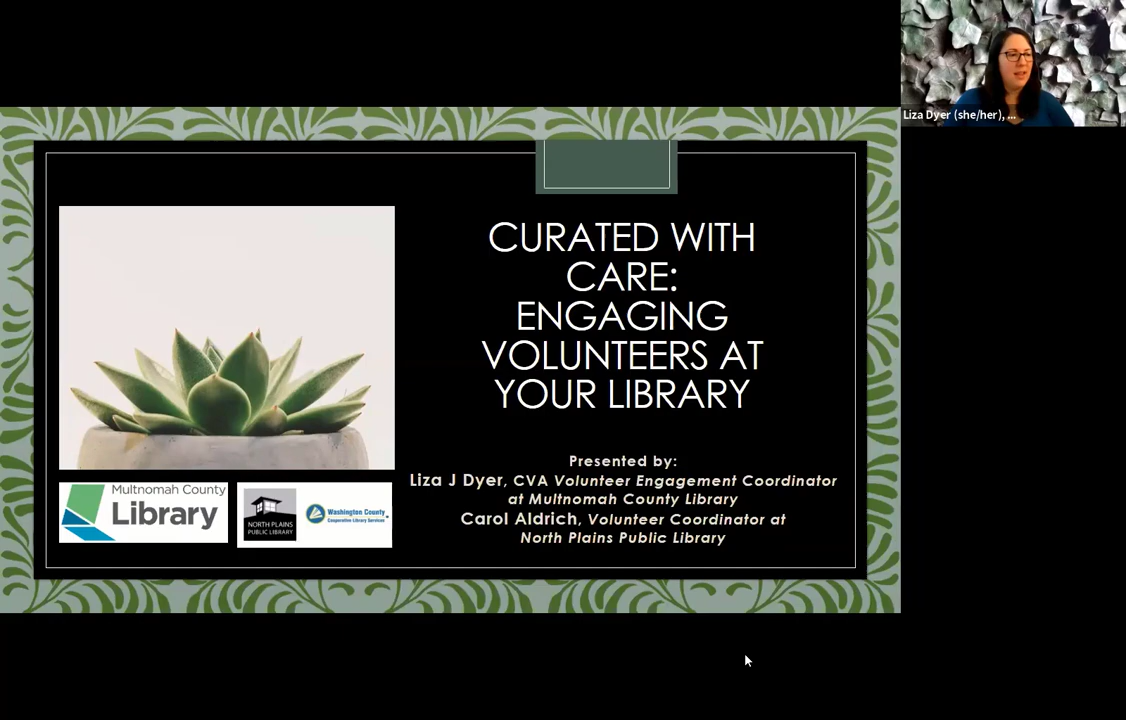 Liza Dyer (she/her), ...
CURATED WITH
CARE:
ENGAGING
VOLUNTEERS AT
YOUR LIBRARY
Presented by:
Liza J Dyer, CVA Volunteer Engagement Coordinator
at Multnomah County Library
Carol Aldrich, Volunteer Coordinator at
North Plains Public Library
Multnomah County
Library
NORTH PLAINS
PUBLIC LIBRARY
Washington County
Cooperative Library Services